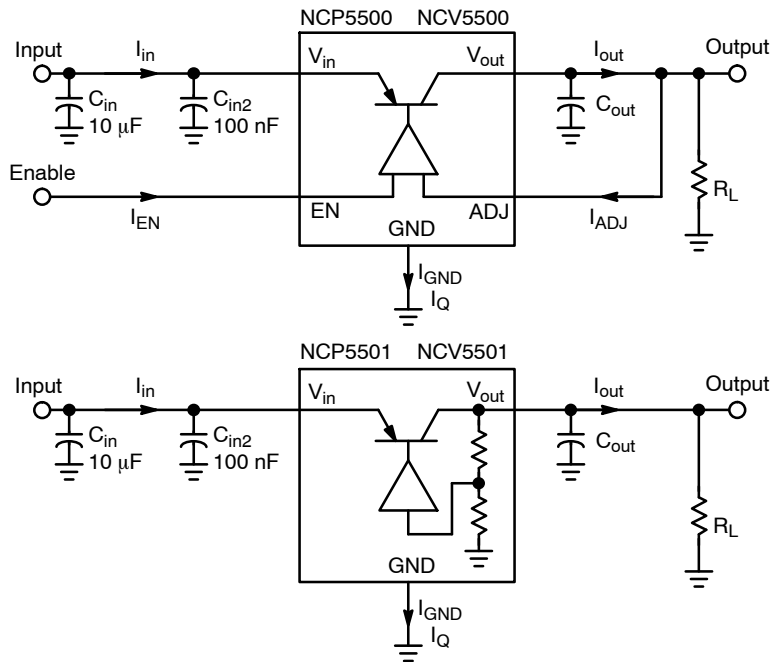 NCP5500 NCV5500
Input
Iin
Vin
Vout
Iout
Output
Cin
10 μF
Cin2
100 nF
Cout
Enable
IEN
EN
ADJ
IADJ
RL
GND
IGND
IQ
NCP5501 NCV5501
Input
Iin
Vin
Vout
Iout
Output
Cin
10 μF
Cin2
100 nF
Cout
RL
GND
IGND
IQ